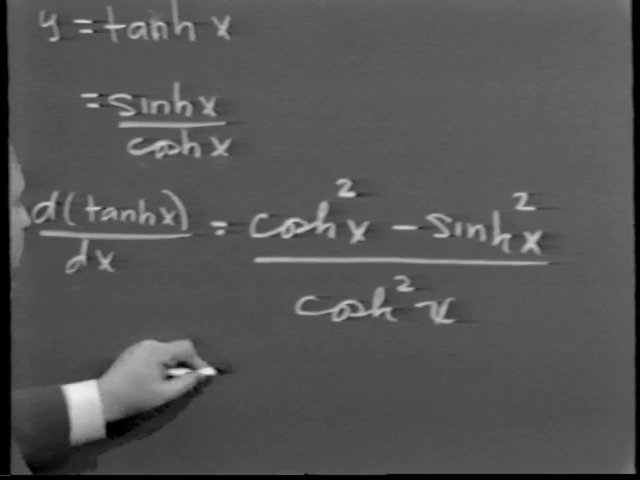 y = tanh x
= sinh x / cosh x
d(tanh x) / dx = cosh² x − sinh² x / cosh² x